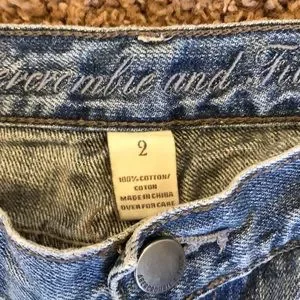 ercrombie and Fi
2
100% COTTON/
COTON
MADE IN CHINA
OVER FOR CARE